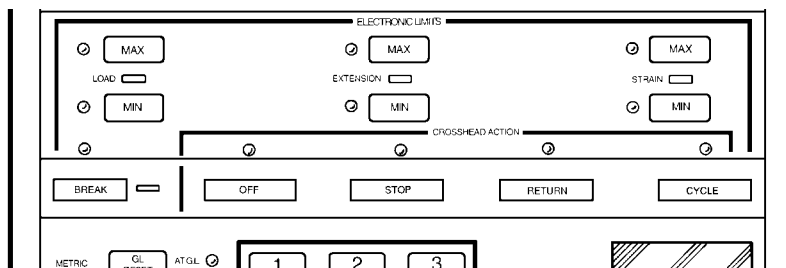 ELECTRONIC LIMITS
MAX MAX MAX
LOAD EXTENSION STRAIN
MIN MIN MIN
CROSSHEAD ACTION
BREAK OFF STOP RETURN CYCLE
METRIC GL AT G.L. 1 2 3